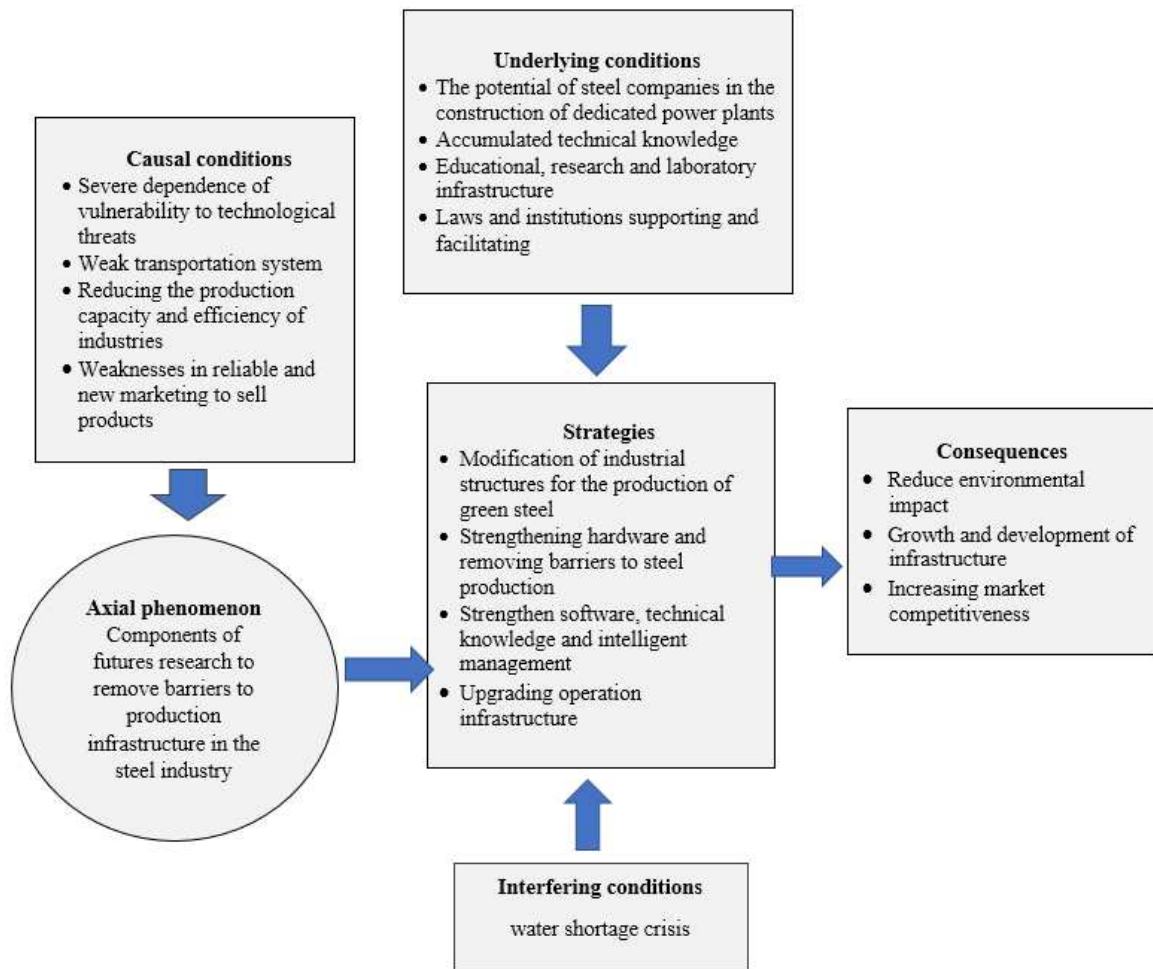 Underlying conditions
• The potential of steel companies in the
construction of dedicated power plants
• Accumulated technical knowledge
• Educational, research and laboratory
infrastructure
• Laws and institutions supporting and
facilitating
Causal conditions
• Severe dependence of
vulnerability to technological
threats
• Weak transportation system
• Reducing the production
capacity and efficiency of
industries
• Weaknesses in reliable and
new marketing to sell
products
Axial phenomenon
Components of
futures research to
remove barriers to
production
infrastructure in the
steel industry
Strategies
• Modification of industrial
structures for the production of
green steel
• Strengthening hardware and
removing barriers to steel
production
• Strengthen software, technical
knowledge and intelligent
management
• Upgrading operation
infrastructure
Consequences
• Reduce environmental
impact
• Growth and development of
infrastructure
• Increasing market
competitiveness
Interfering conditions
water shortage crisis